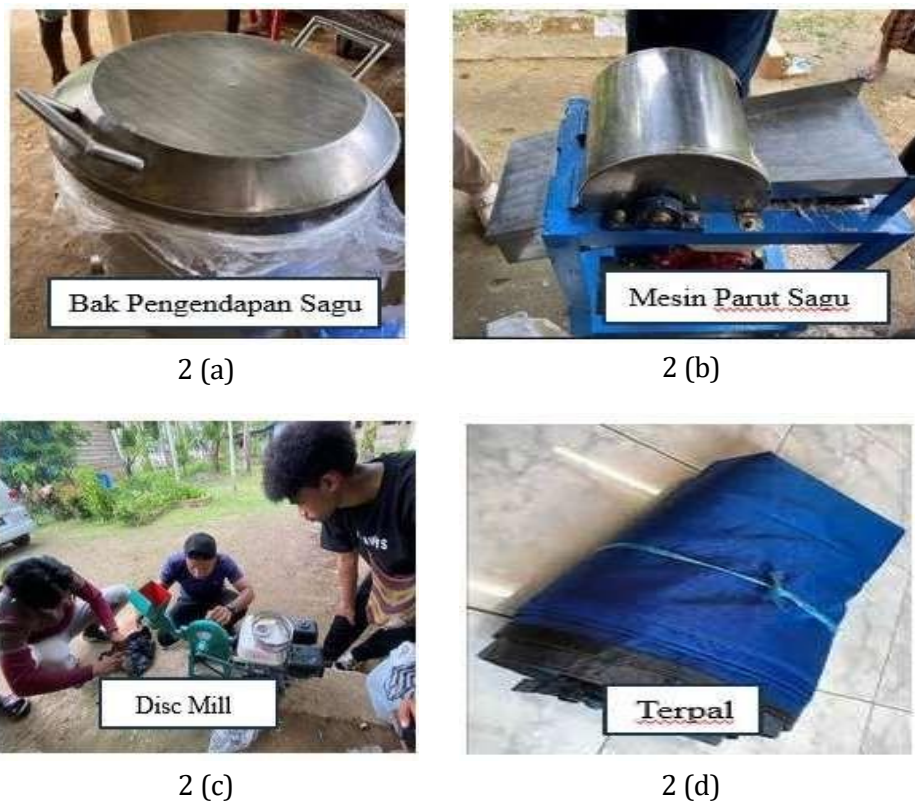 Bak Pengendapan Sagu
Mesin Parut Sagu
2 (a)
2 (b)
Disc Mill
Terpal
2 (c)
2 (d)